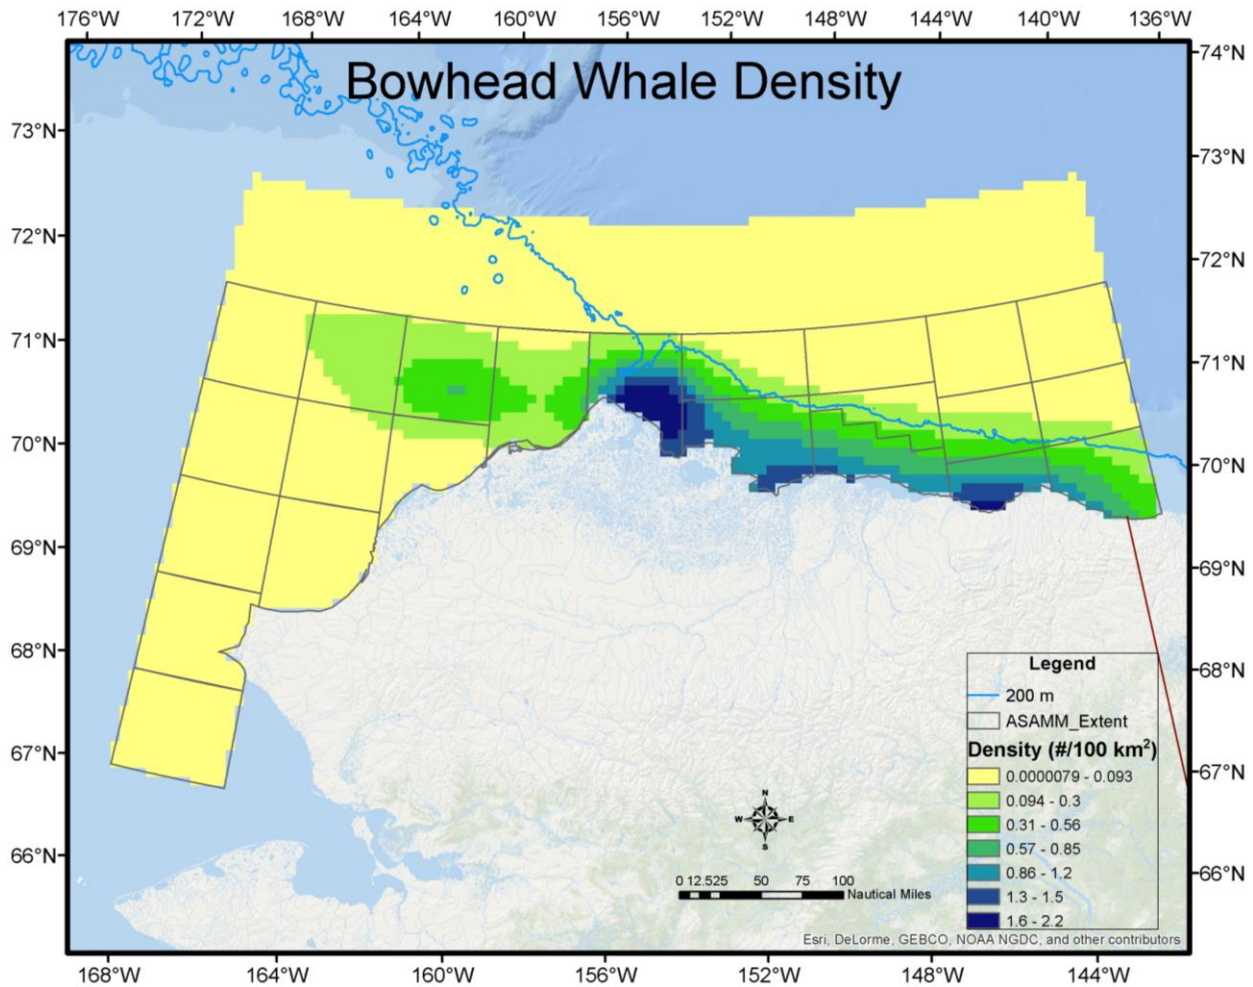 176°W 172°W 168°W 164°W 160°W 156°W 152°W 148°W 144°W 140°W 136°W
Bowhead Whale Density
74°N
73°N 73°N
72°N 72°N
71°N 71°N
70°N 70°N
69°N 69°N
68°N 68°N
67°N 67°N
66°N 66°N
Legend
200 m
ASAMM_Extent
Density (#/100 km²)
0.0000079 - 0.093
0.094 - 0.3
0.31 - 0.56
0.57 - 0.85
0.86 - 1.2
1.3 - 1.5
1.6 - 2.2
N
W E
S
0 12.525 50 75 100
Nautical Miles
Esri, DeLorme, GEBCO, NOAA NGDC, and other contributors
168°W 164°W 160°W 156°W 152°W 148°W 144°W